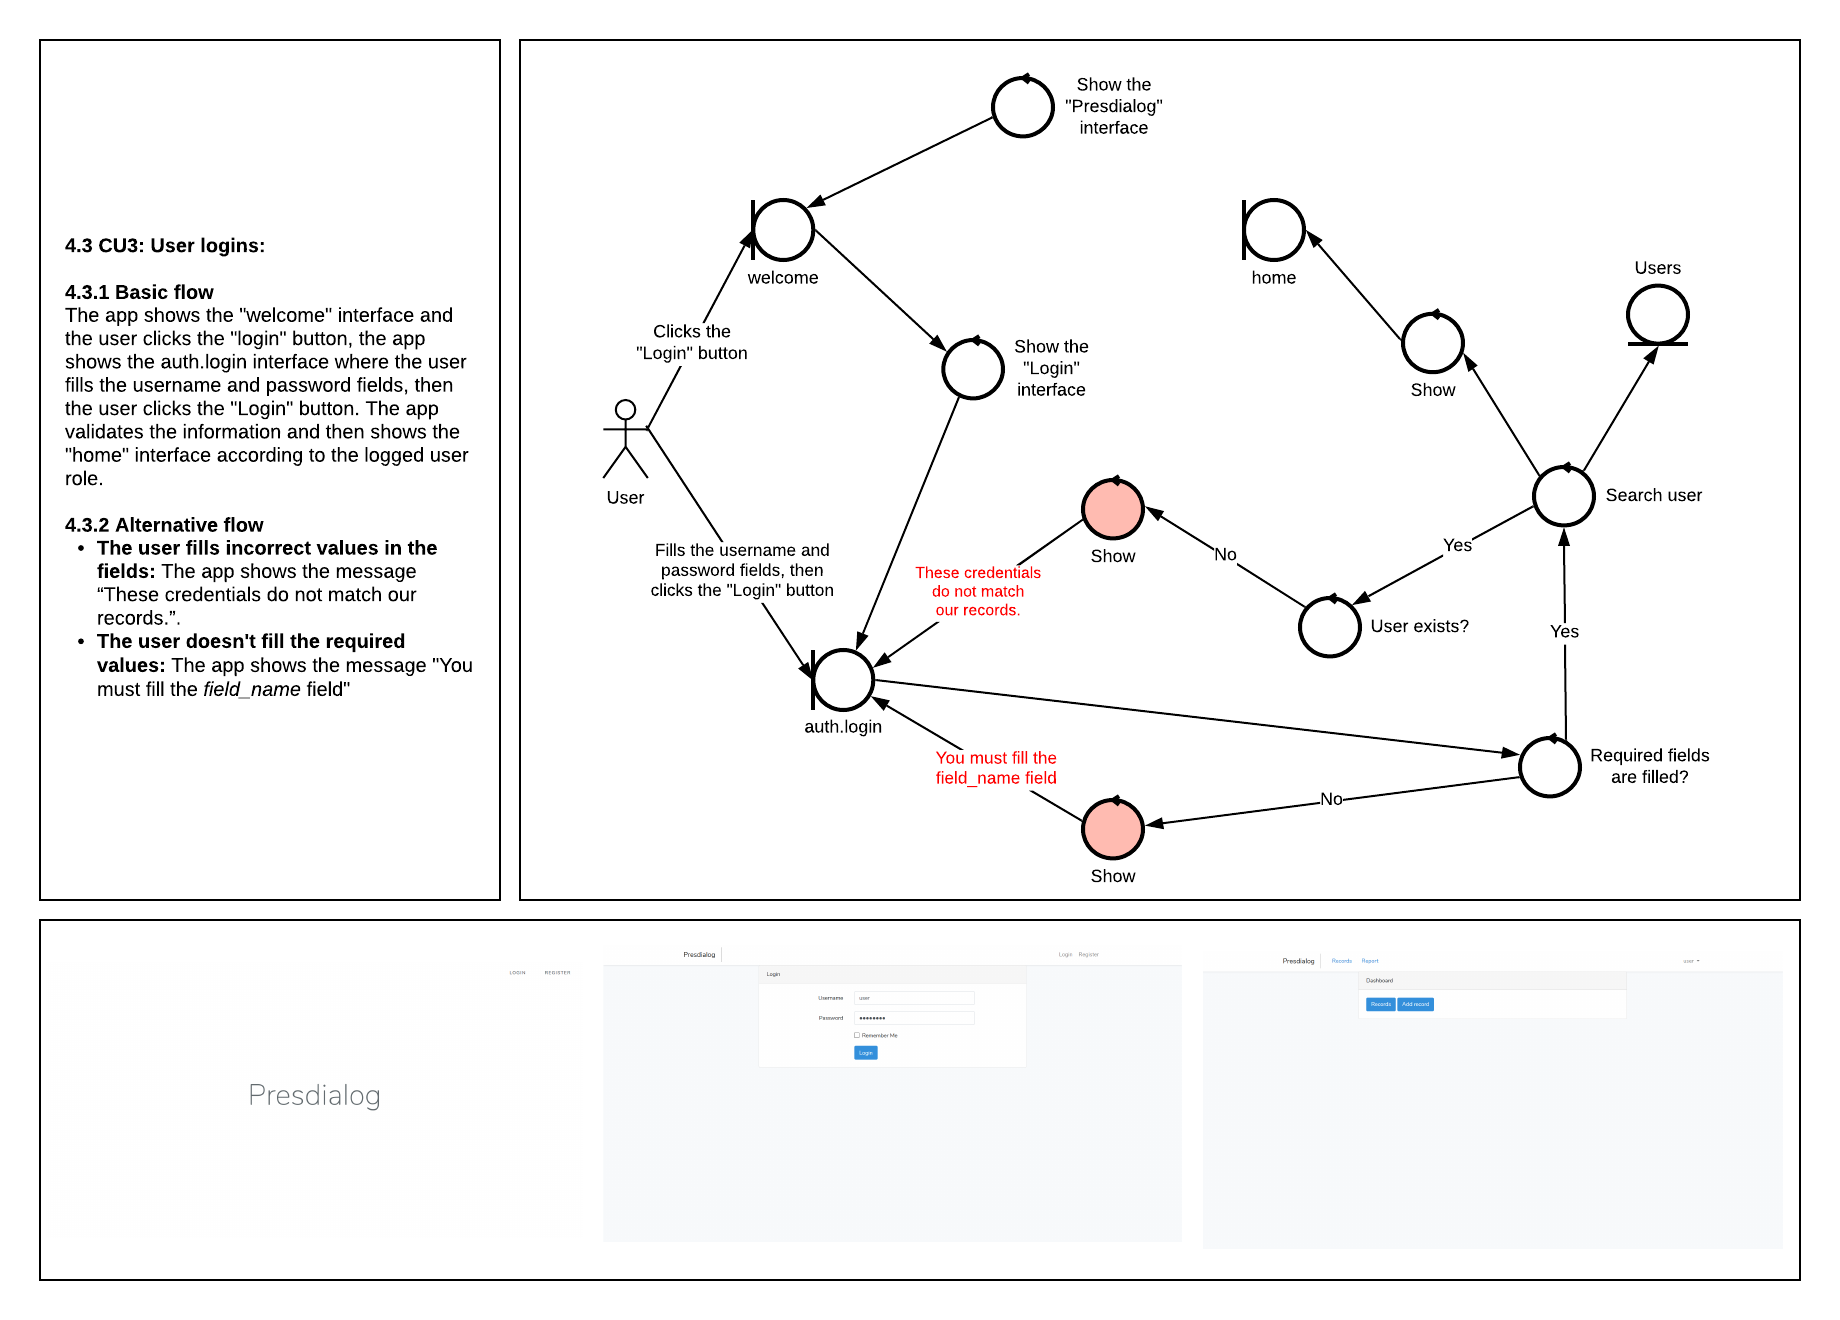 4.3 CU3: User logins:
4.3.1 Basic flow
The app shows the "welcome" interface and
the user clicks the "login" button, the app
shows the auth.login interface where the user
fills the username and password fields, then
the user clicks the "Login" button. The app
validates the information and then shows the
"home" interface according to the logged user
role.
4.3.2 Alternative flow
• The user fills incorrect values in the
fields: The app shows the message
“These credentials do not match our
records.”.
• The user doesn't fill the required
values: The app shows the message "You
must fill the field_name field"
Show the
"Presdialog"
interface
welcome
home
Users
Clicks the
"Login" button
Show the
"Login"
interface
Show
User
Search user
Show
No
Yes
Fills the username and
password fields, then
clicks the "Login" button
These credentials
do not match
our records.
User exists?
Yes
auth.login
You must fill the
field_name field
Required fields
are filled?
No
Show
LOGIN REGISTER
Presdialog
Presdialog
Login Register
Login
Username user
Password ••••••••
Remember Me
Login
Presdialog Records Report
user
Dashboard
Records Add record